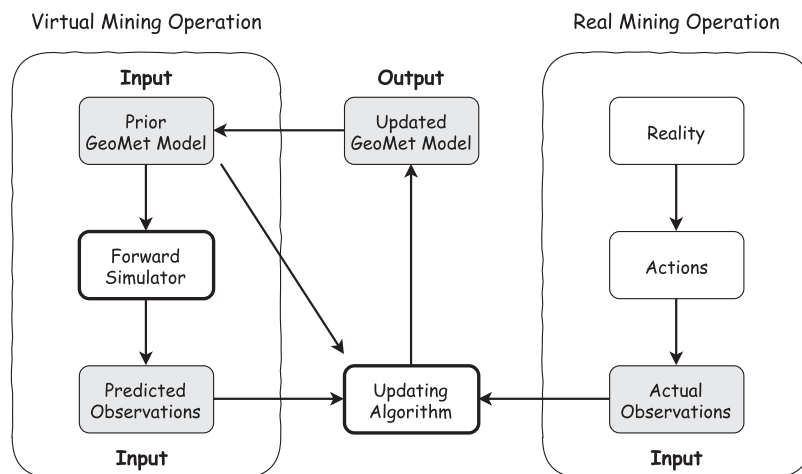 Virtual Mining Operation
Real Mining Operation
Input
Output
Prior
GeoMet Model
Updated
GeoMet Model
Reality
Forward
Simulator
Actions
Predicted
Observations
Updating
Algorithm
Actual
Observations
Input
Input